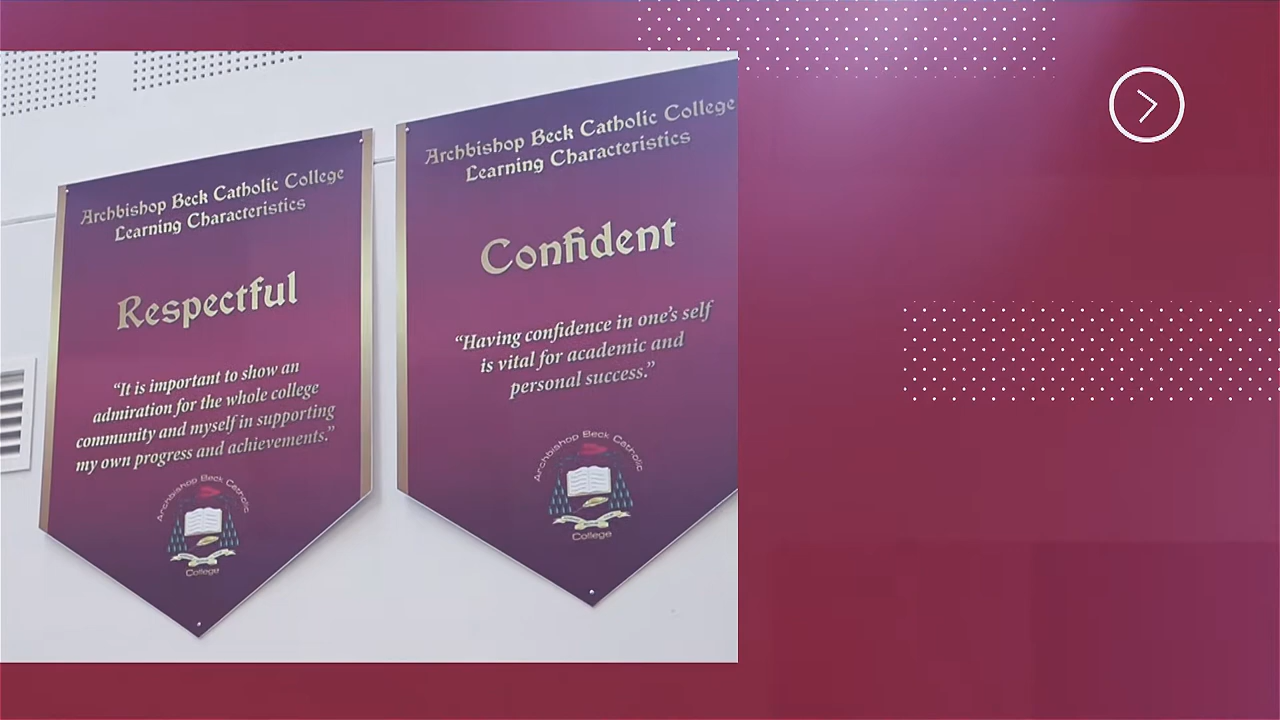 Archbishop Beck Catholic College
Learning Characteristics
Respectful
“It is important to show an
admiration for the whole college
community and myself in supporting
my own progress and achievements.”
Archbishop Beck Catholic
College
Archbishop Beck Catholic College
Learning Characteristics
Confident
“Having confidence in one’s self
is vital for academic and
personal success.”
Archbishop Beck Catholic
College